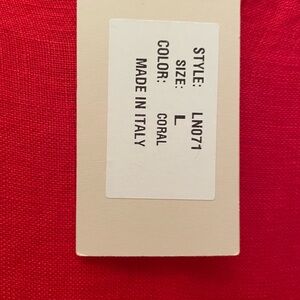 STYLE: LN071
SIZE: L
COLOR: CORAL
MADE IN ITALY